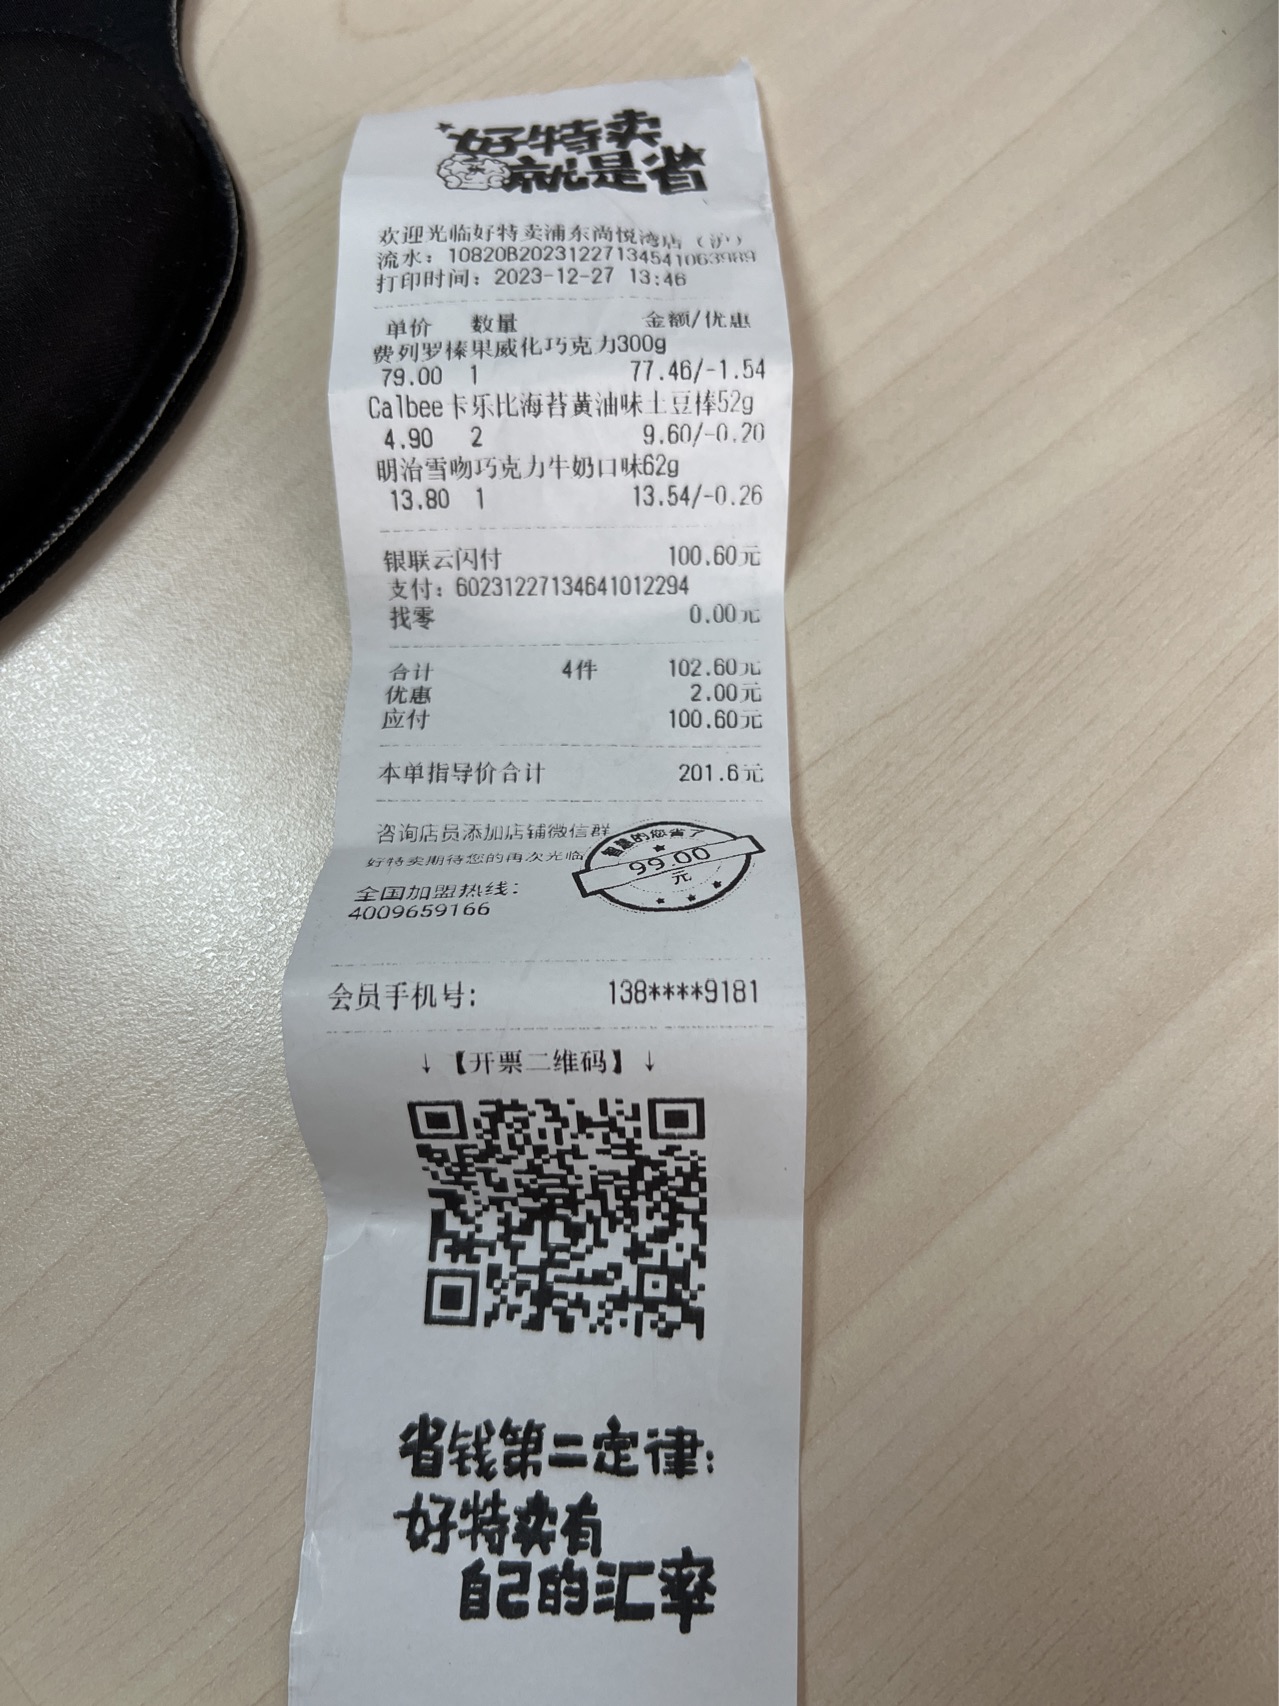 好特卖
就是省
欢迎光临好特卖浦东尚悦湾店（沪）
流水：10820B20231227134541063989
打印时间：2023-12-27 13:46
单价 数量 金额/优惠
费列罗榛果威化巧克力300g
79.00 1 77.46/-1.54
Calbee卡乐比海苔黄油味土豆棒52g
4.90 2 9.60/-0.20
明治雪吻巧克力牛奶口味62g
13.80 1 13.54/-0.26
银联云闪付 100.60元
支付：60231227134641012294
找零 0.00元
合计 4件 102.60元
优惠 2.00元
应付 100.60元
本单指导价合计 201.6元
咨询店员添加店铺微信群
好特卖期待您的再次光临
全国加盟热线：
4009659166
智慧的您省了
99.00
元
会员手机号： 138****9181
↓【开票二维码】↓
省钱第二定律：
好特卖有
自己的汇率